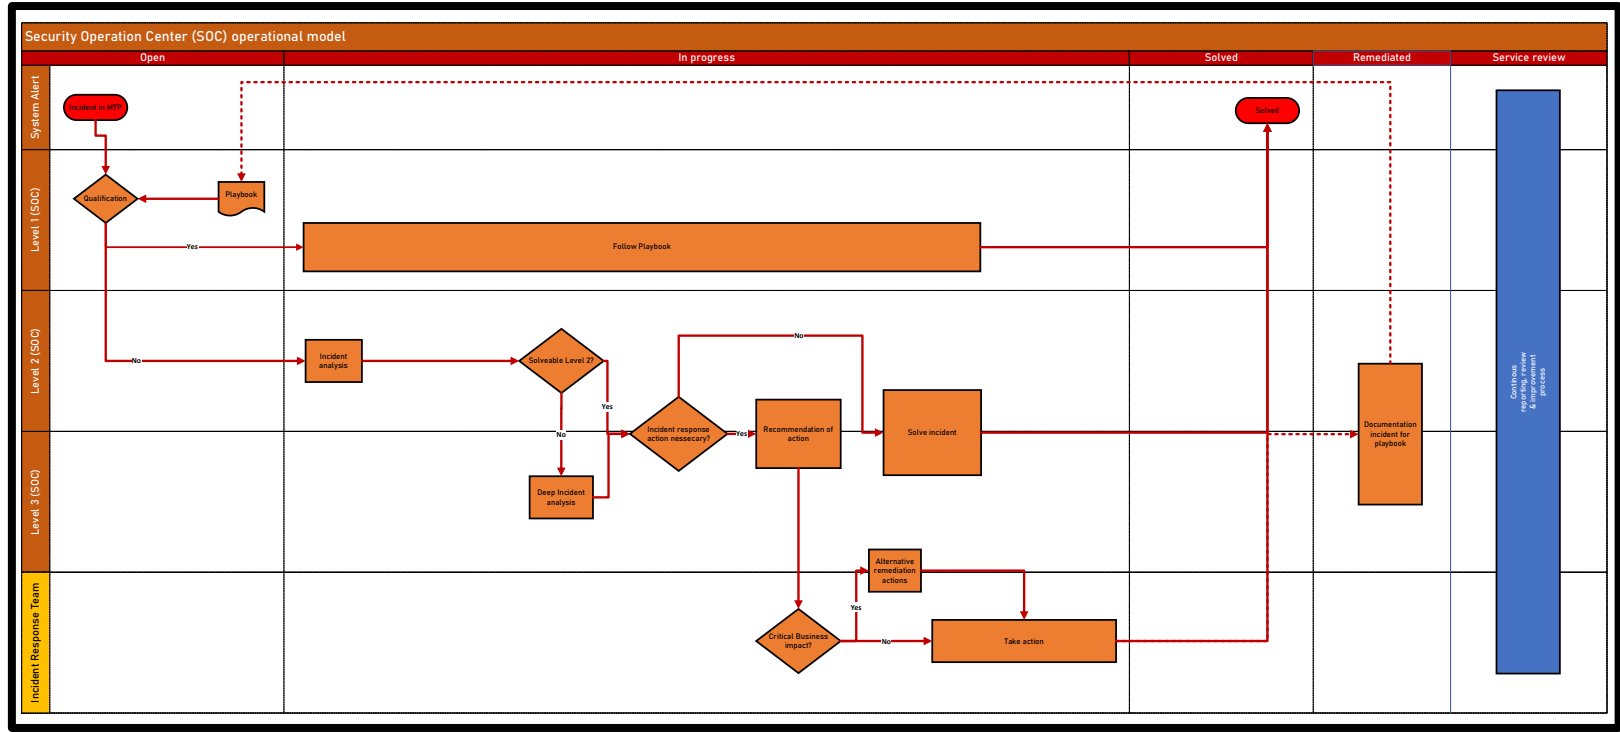 Security Operation Center (SOC) operational model
Open
In progress
Solved
Remediated
Service review
System Alert
Incident in MTP
Solved
Level 1 (SOC)
Qualification
Playbook
Yes
Follow Playbook
Level 2 (SOC)
No
Incident
analysis
Solveable Level 2?
No
Yes
No
Incident response
action nessecary?
Yes
Recommendation of
action
Solve incident
Documentation
incident for
playbook
Continous
reporting, review
& improvement
process
Level 3 (SOC)
Deep Incident
analysis
Alternative
remediation
actions
Incident Response Team
Yes
Critical Business
impact?
No
Take action